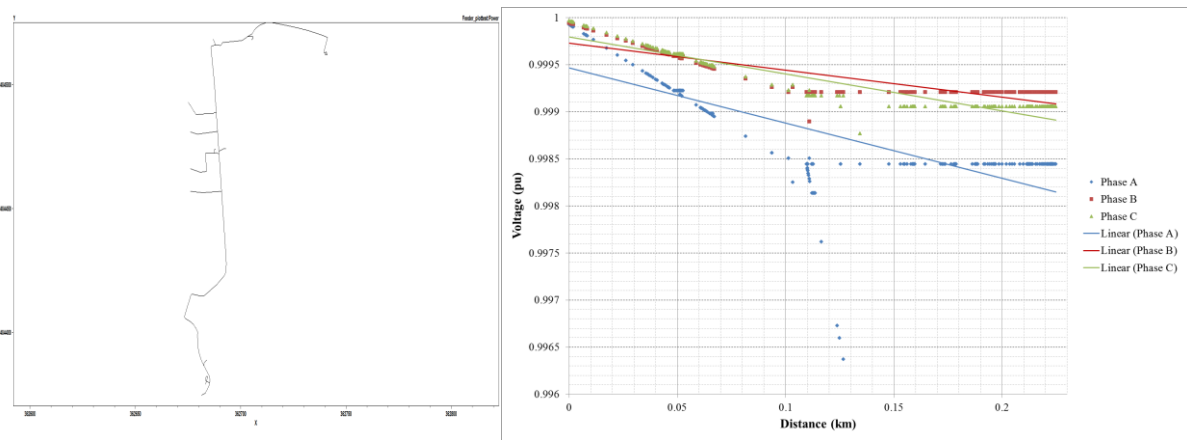 Y
1
0.9995
0.999
0.9985
0.998
0.9975
0.997
0.9965
0.996
Voltage (pu)
0
0.05
0.1
0.15
0.2
Distance (km)
Phase A
Phase B
Phase C
Linear (Phase A)
Linear (Phase B)
Linear (Phase C)
X